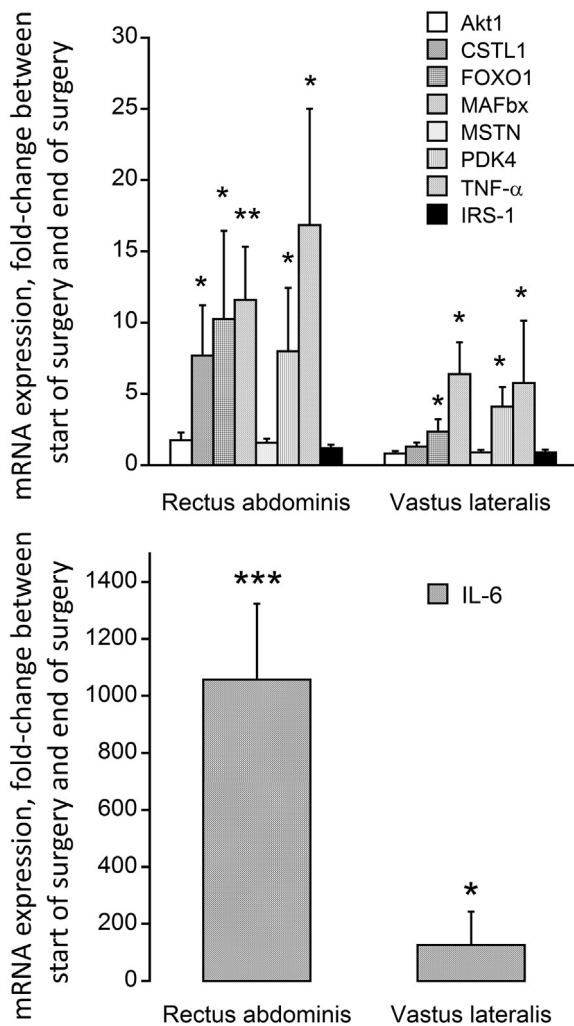 mRNA expression, fold-change between
start of surgery and end of surgery
30
25
20
15
10
5
0
Akt1
CSTL1
FOXO1
MAFbx
MSTN
PDK4
TNF-α
IRS-1
*
*
**
*
*
*
*
*
*
Rectus abdominis
Vastus lateralis
mRNA expression, fold-change between
start of surgery and end of surgery
1400
1200
1000
800
600
400
200
0
***
IL-6
*
Rectus abdominis
Vastus lateralis